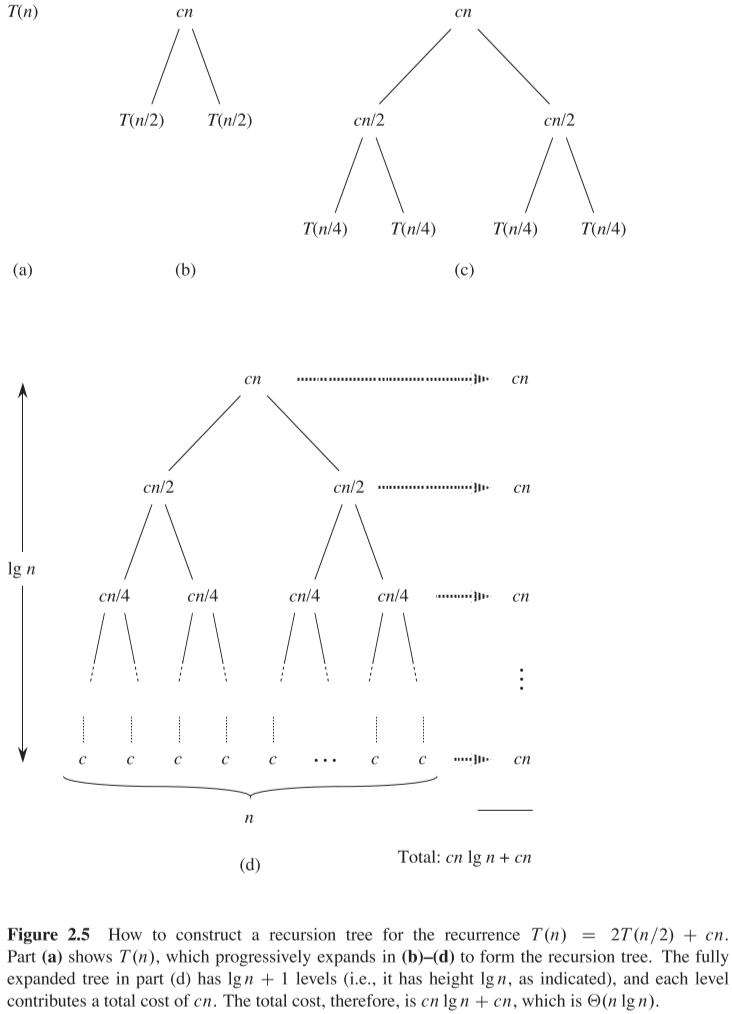 T(n) cn cn
T(n/2) T(n/2) cn/2 cn/2
T(n/4) T(n/4) T(n/4) T(n/4)
(a) (b) (c)
cn cn
cn/2 cn/2 cn
lg n
cn/4 cn/4 cn/4 cn/4 cn
c c c c c ... c c cn
n
Total: cn lg n + cn
(d)
Figure 2.5 How to construct a recursion tree for the recurrence T(n) = 2T(n/2) + cn.
Part (a) shows T(n), which progressively expands in (b)–(d) to form the recursion tree. The fully
expanded tree in part (d) has lg n + 1 levels (i.e., it has height lg n, as indicated), and each level
contributes a total cost of cn. The total cost, therefore, is cn lg n + cn, which is Θ(n lg n).